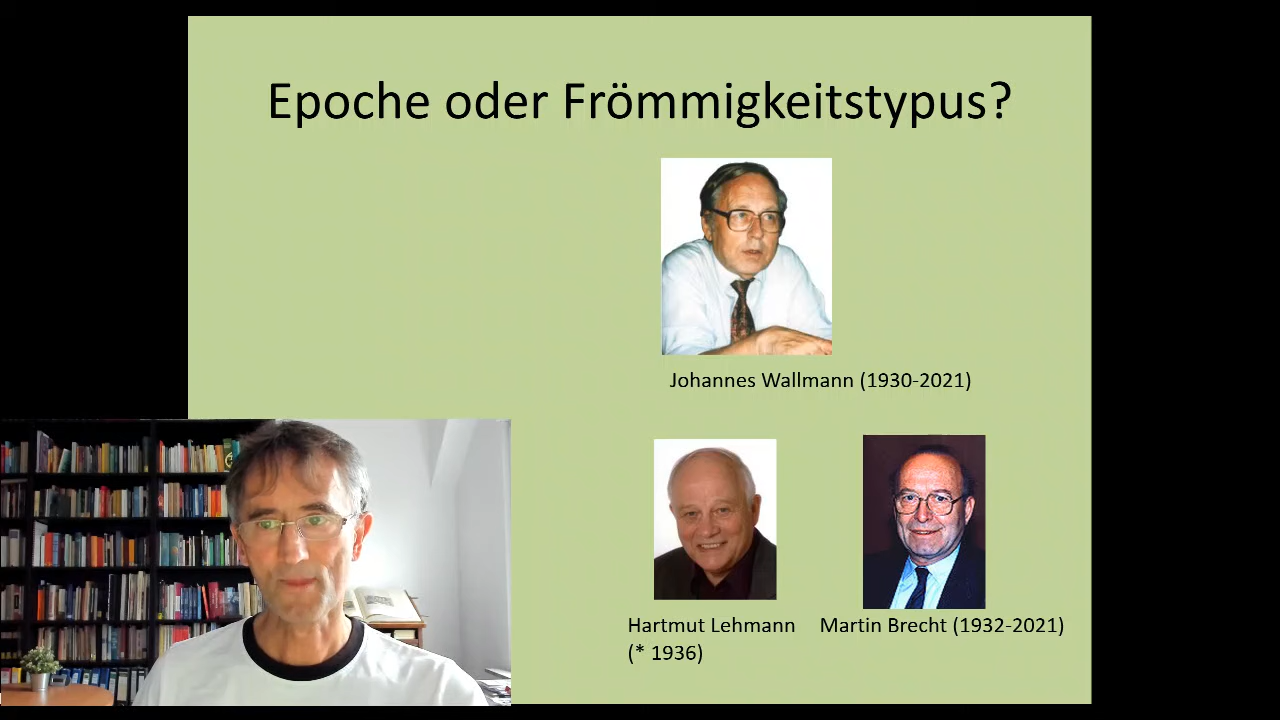 Epoche oder Frömmigkeitstypus?
Johannes Wallmann (1930-2021)
Hartmut Lehmann
(* 1936)
Martin Brecht (1932-2021)